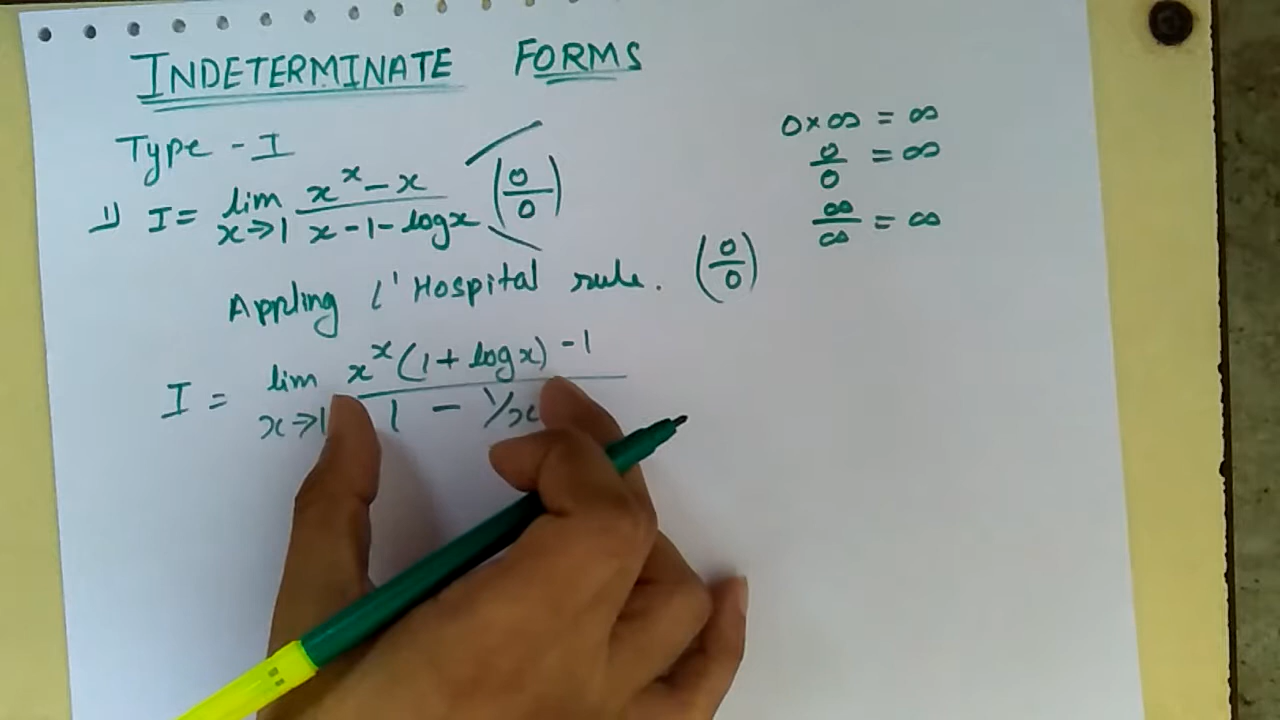 INDETERMINATE FORMS
Type - I
1) I = lim x→1 (x^x - x)/(x - 1 - log x) (0/0)
Appling L'Hospital rule. (0/0)
I = lim x→1 (x^x (1 + log x) - 1)/(1 - 1/x)
0 × ∞ = ∞
0/0 = ∞
∞/∞ = ∞